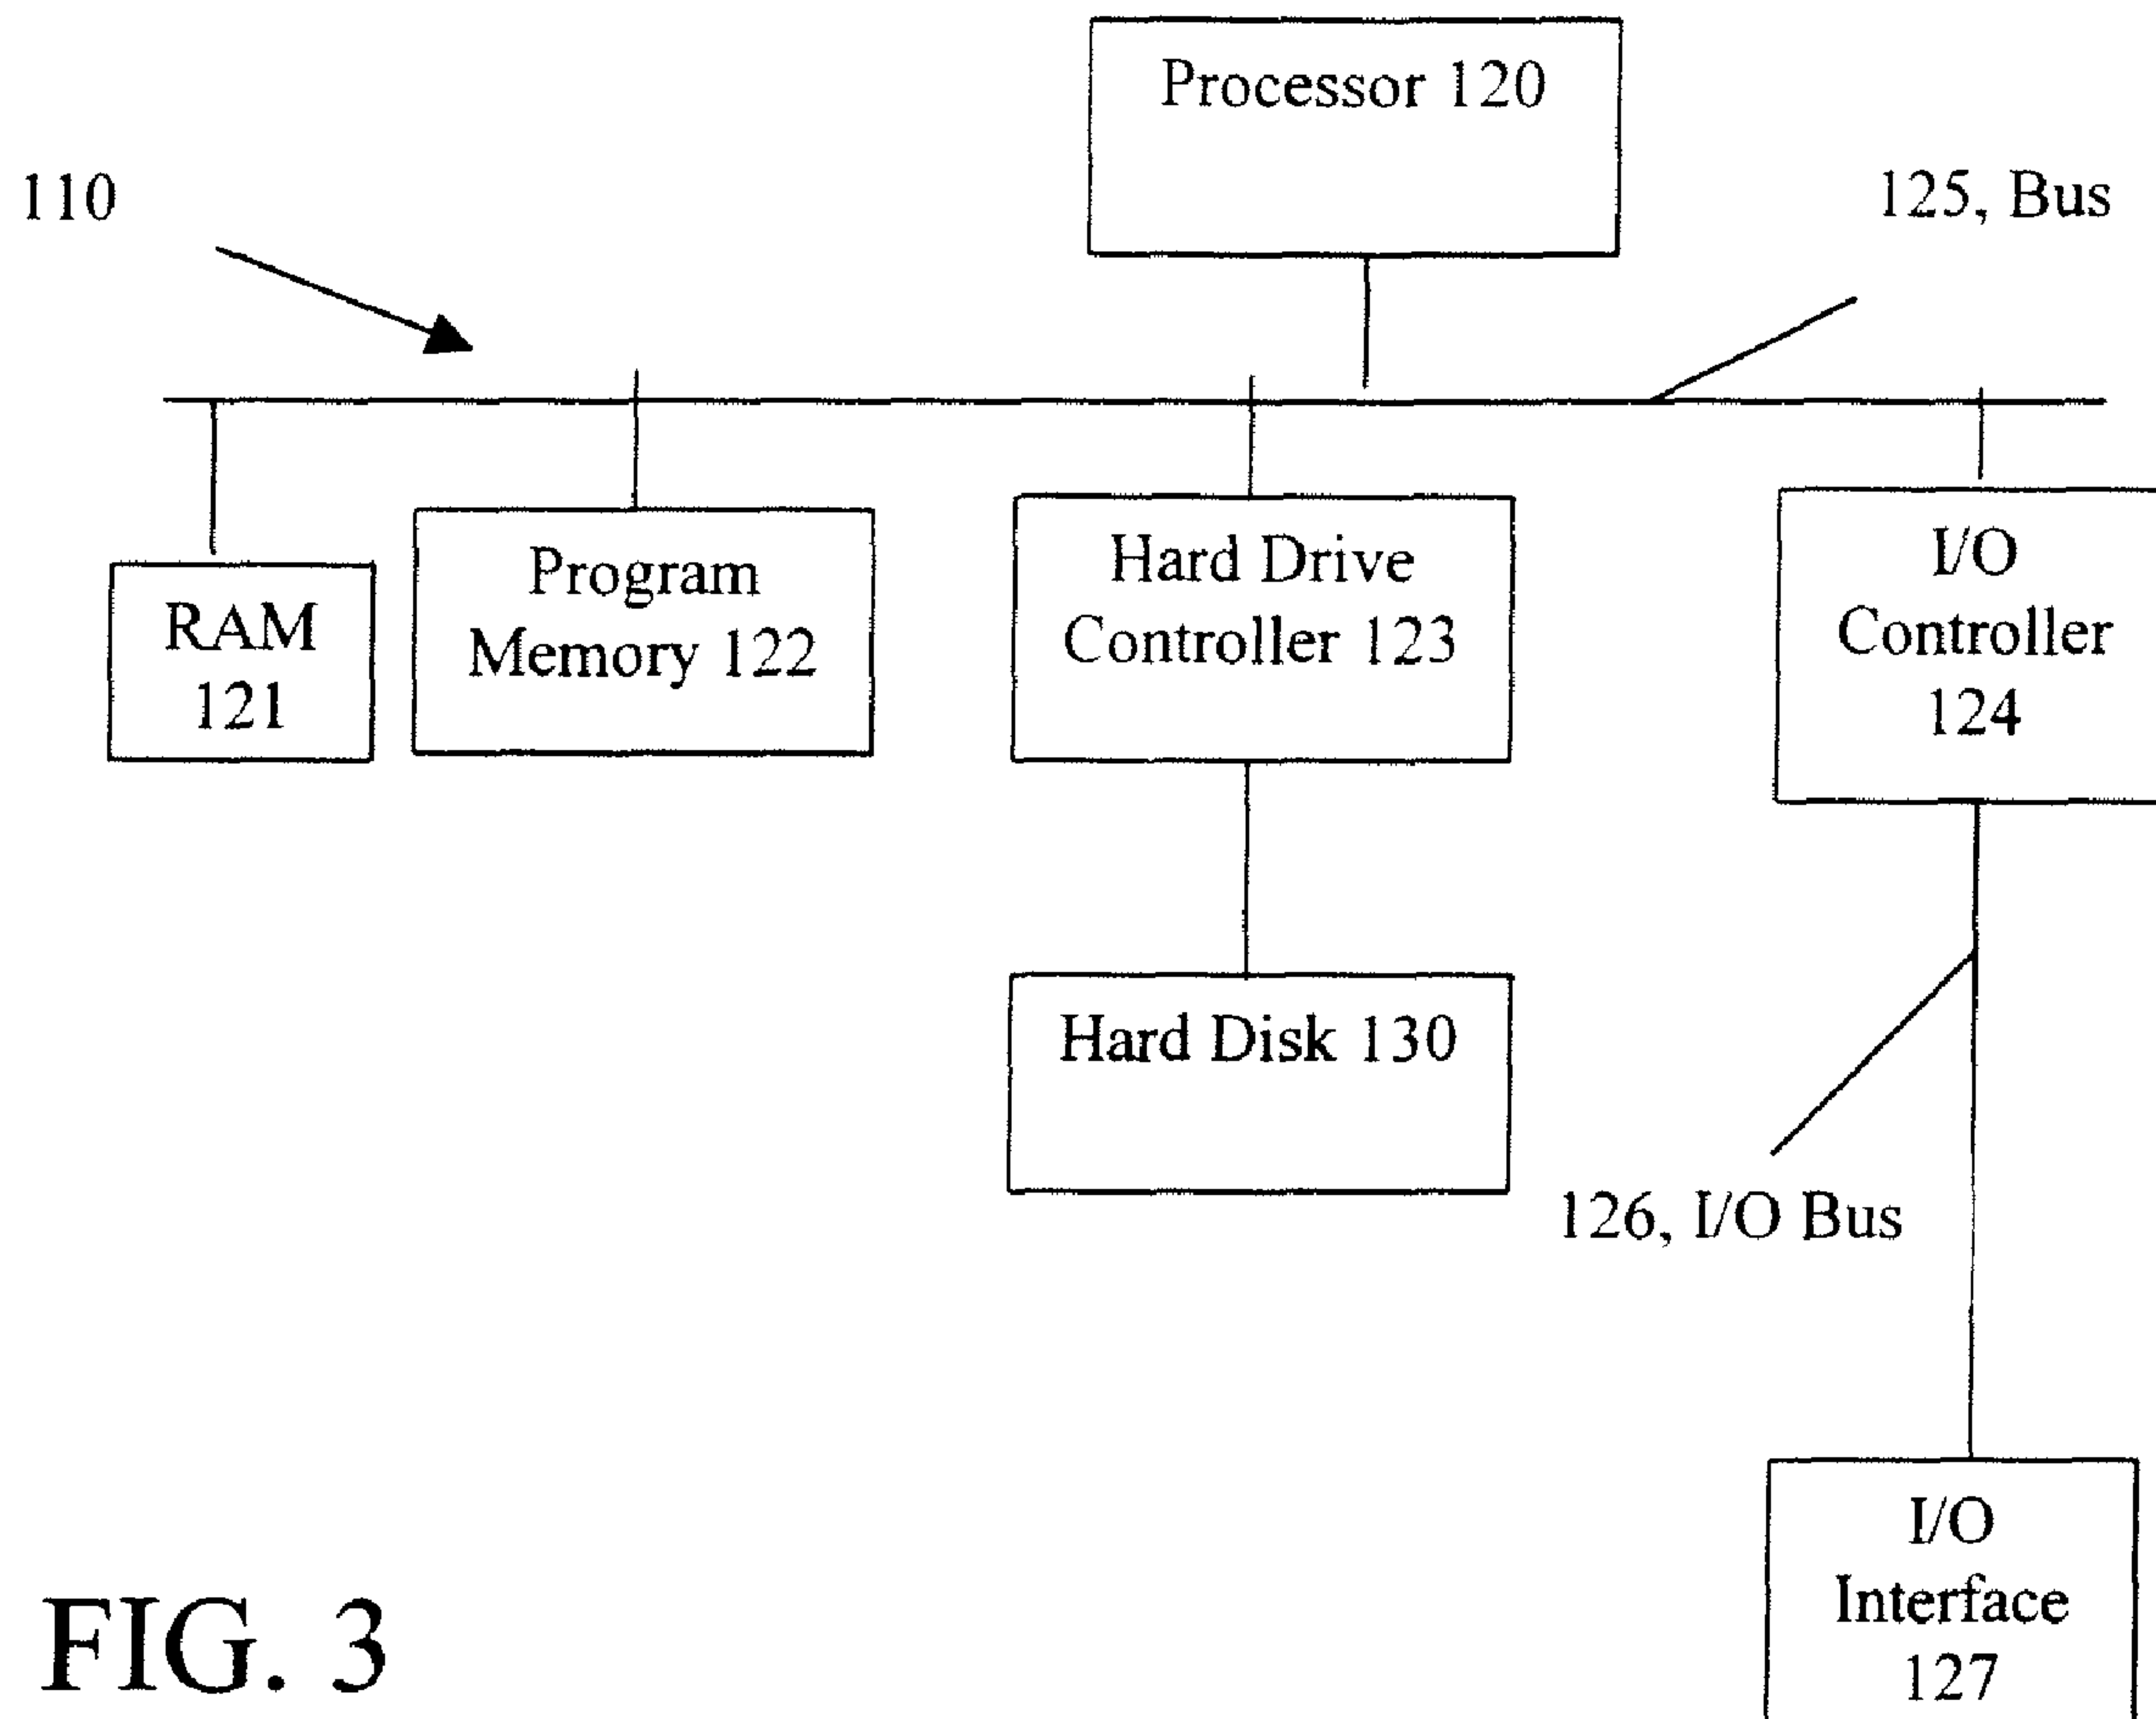 Processor 120
110
125, Bus
RAM
121
Program
Memory 122
Hard Drive
Controller 123
I/O
Controller
124
Hard Disk 130
126, I/O Bus
I/O
Interface
127
FIG. 3